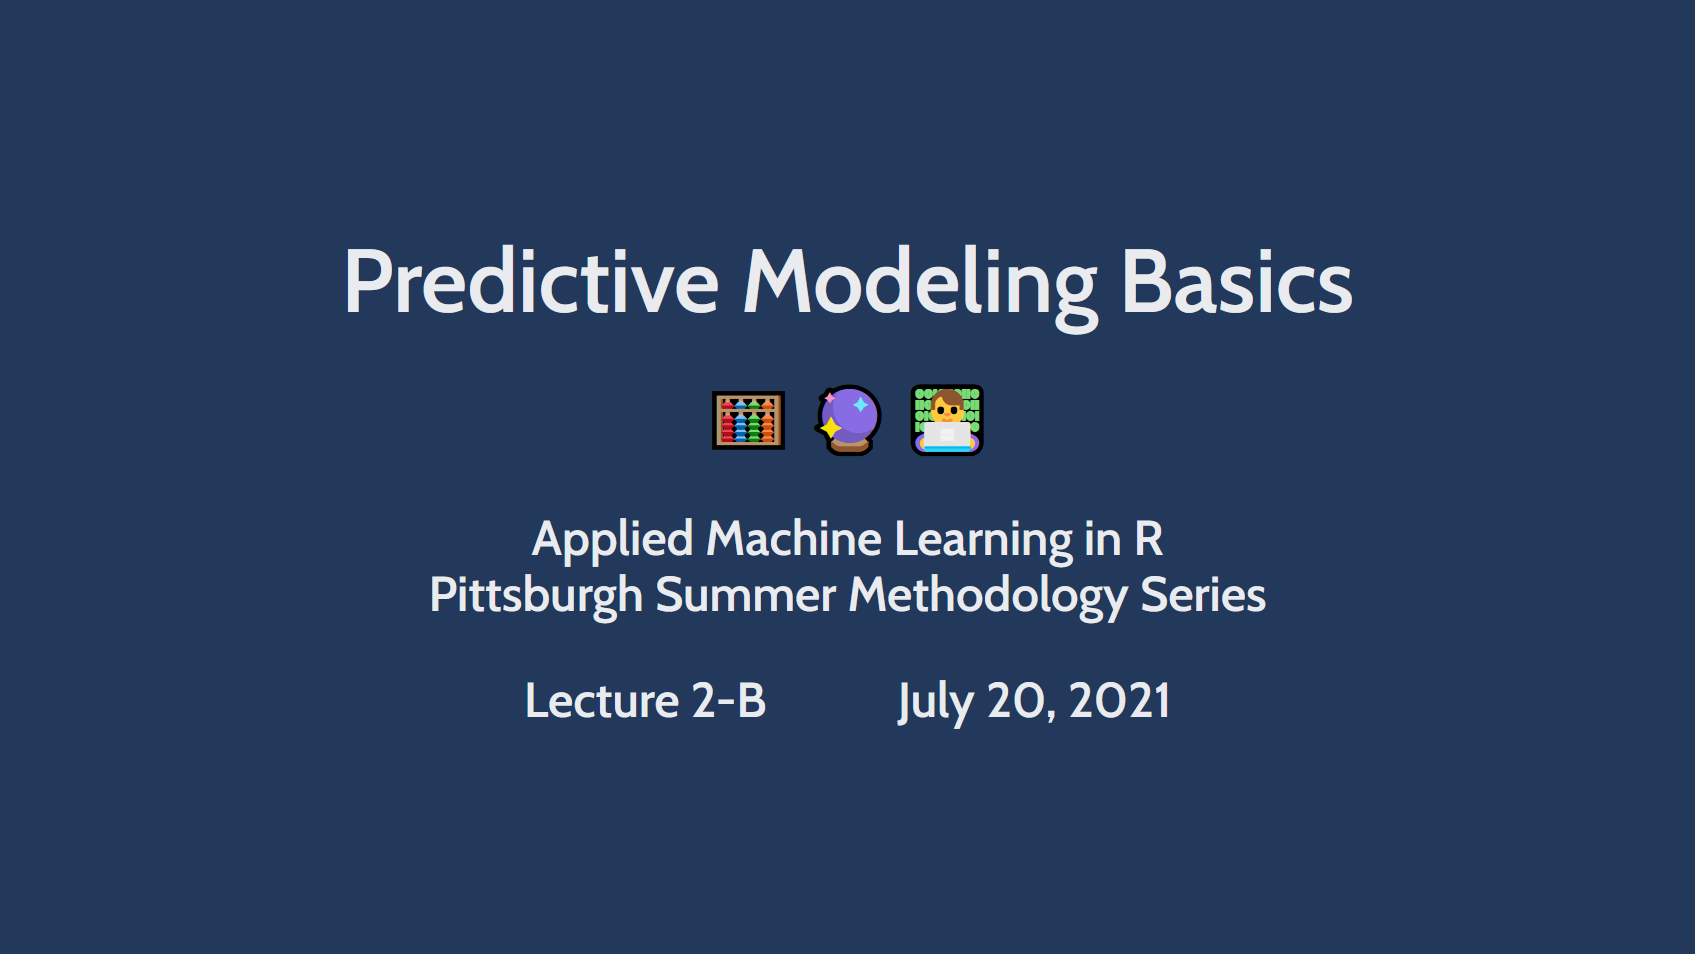 Predictive Modeling Basics
Applied Machine Learning in R
Pittsburgh Summer Methodology Series
Lecture 2-B July 20, 2021